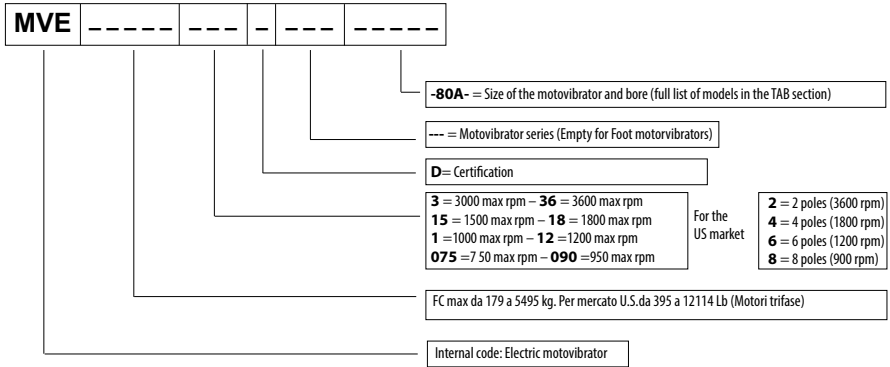 MVE _ _ _ _ _ _ _ _ _ _ _ _ _ _ _ _ _
-80A- = Size of the motovibrator and bore (full list of models in the TAB section)
--- = Motovibrator series (Empty for Foot motorvibrators)
D= Certification
3 = 3000 max rpm – 36 = 3600 max rpm
15 = 1500 max rpm – 18 = 1800 max rpm
1 =1000 max rpm – 12 =1200 max rpm
075 =7 50 max rpm – 090 =950 max rpm
For the
US market
2 = 2 poles (3600 rpm)
4 = 4 poles (1800 rpm)
6 = 6 poles (1200 rpm)
8 = 8 poles (900 rpm)
FC max da 179 a 5495 kg. Per mercato U.S.da 395 a 12114 Lb (Motori trifase)
Internal code: Electric motovibrator